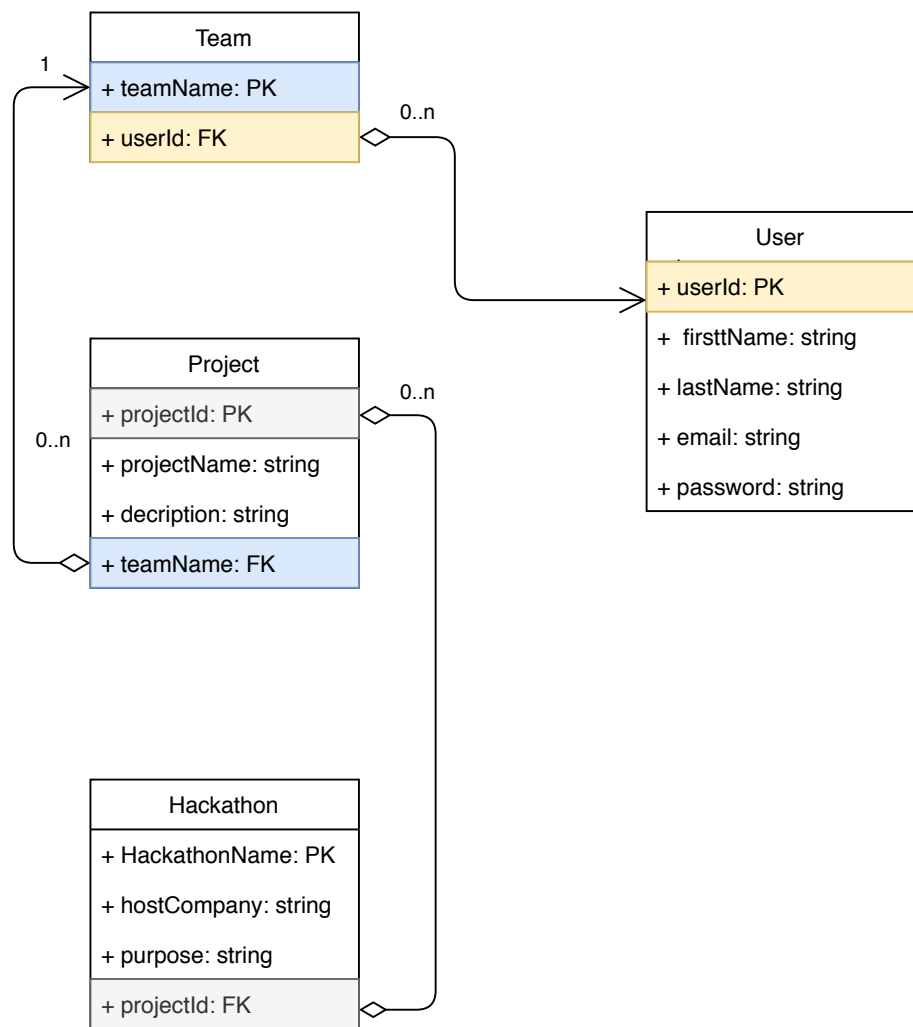 Team
1
+ teamName: PK
0..n
+ userId: FK
User
+ userId: PK
+ firsttName: string
+ lastName: string
+ email: string
+ password: string
Project
0..n
+ projectId: PK
0..n
+ projectName: string
+ decription: string
+ teamName: FK
Hackathon
+ HackathonName: PK
+ hostCompany: string
+ purpose: string
+ projectId: FK